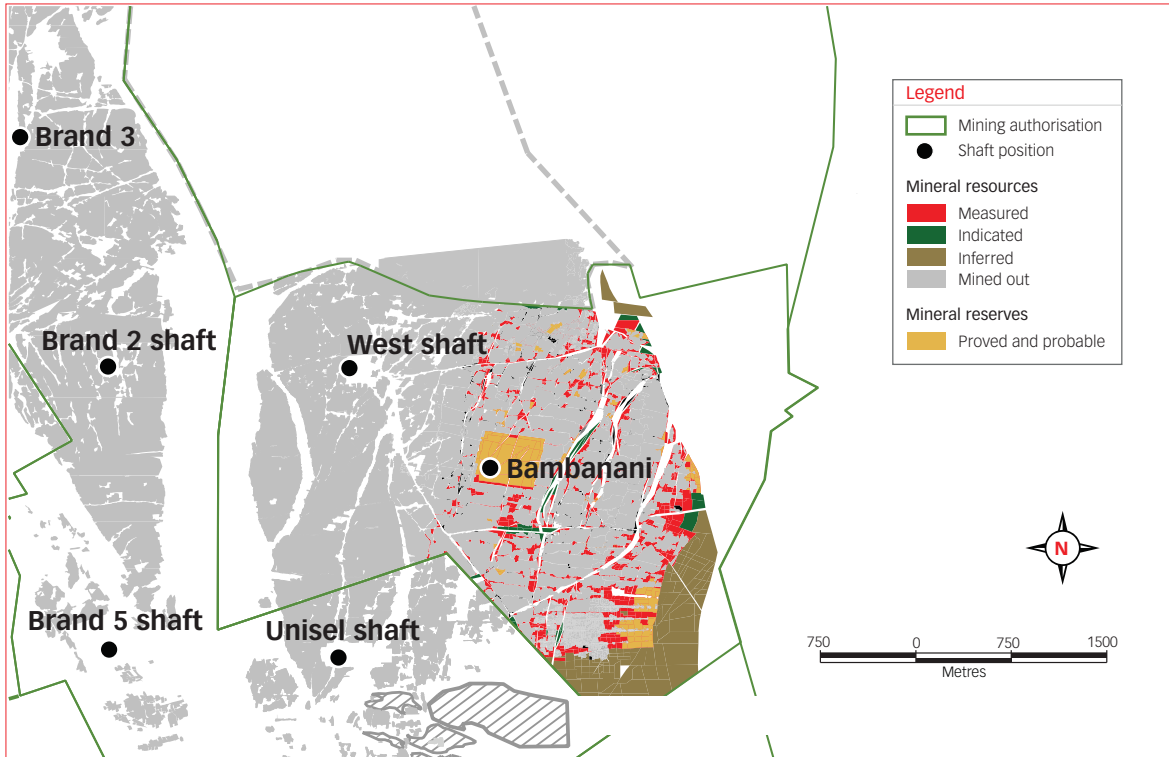 Brand 3
Brand 2 shaft
West shaft
Bambanani
Brand 5 shaft
Unisel shaft
Legend
Mining authorisation
Shaft position
Mineral resources
Measured
Indicated
Inferred
Mined out
Mineral reserves
Proved and probable
N
750 0 750 1500
Metres